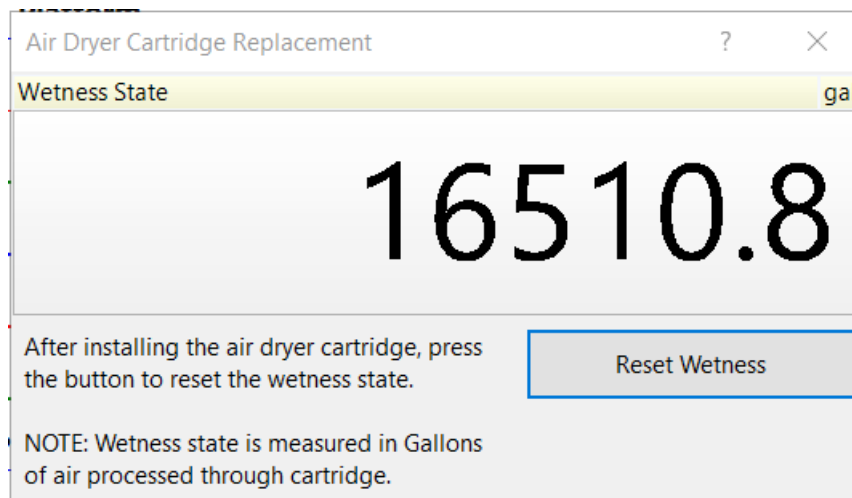 Air Dryer Cartridge Replacement ?
Wetness State ga
16510.8
After installing the air dryer cartridge, press
the button to reset the wetness state.
Reset Wetness
NOTE: Wetness state is measured in Gallons
of air processed through cartridge.